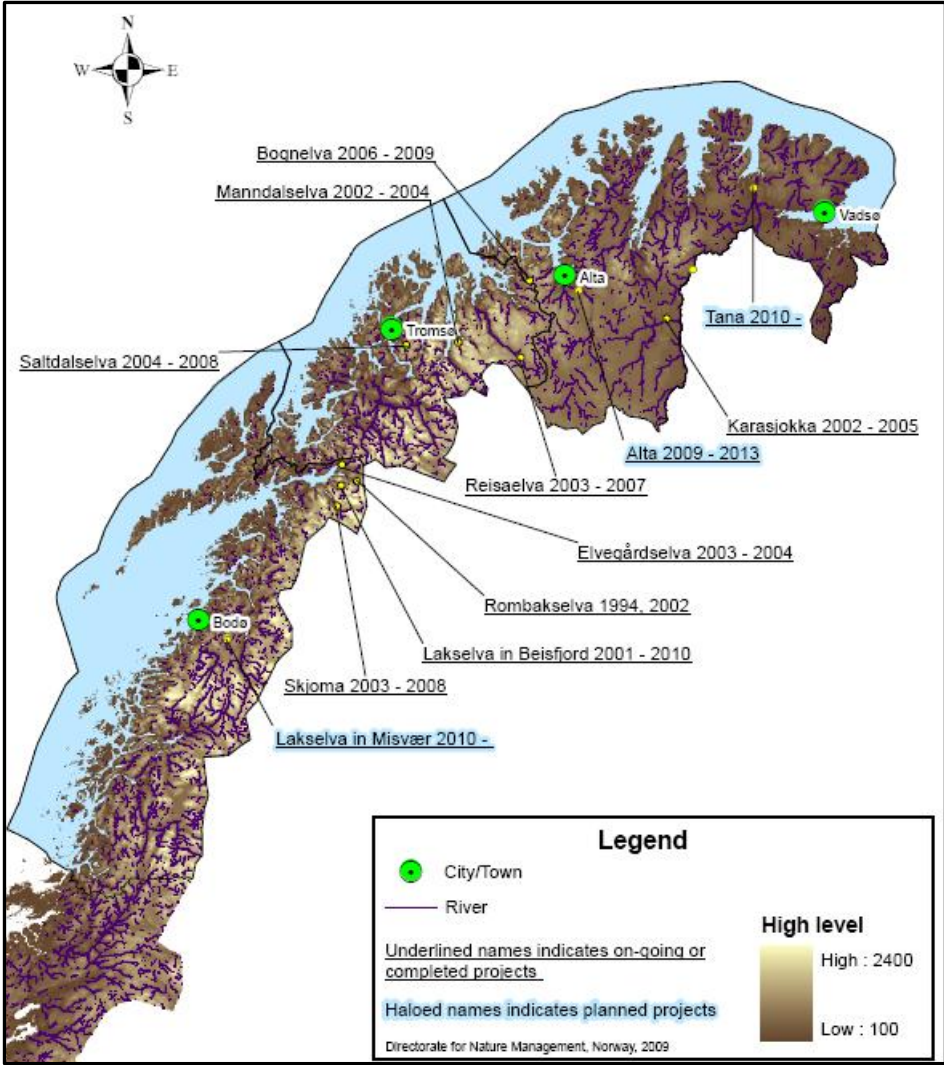 N
W E
S
Bognelva 2006 - 2009
Manndalselva 2002 - 2004
Vadsø
Alta
Tana 2010 -
Tromsø
Saltdalselva 2004 - 2008
Karasjokka 2002 - 2005
Alta 2009 - 2013
Reisaelva 2003 - 2007
Elvegårdselva 2003 - 2004
Rombakselva 1994, 2002
Bodø
Lakselva in Beisfjord 2001 - 2010
Skjoma 2003 - 2008
Lakselva in Misvær 2010 -
Legend
City/Town
River
Underlined names indicates on-going or
completed projects
Haloed names indicates planned projects
High level
High : 2400
Low : 100
Directorate for Nature Management, Norway, 2009